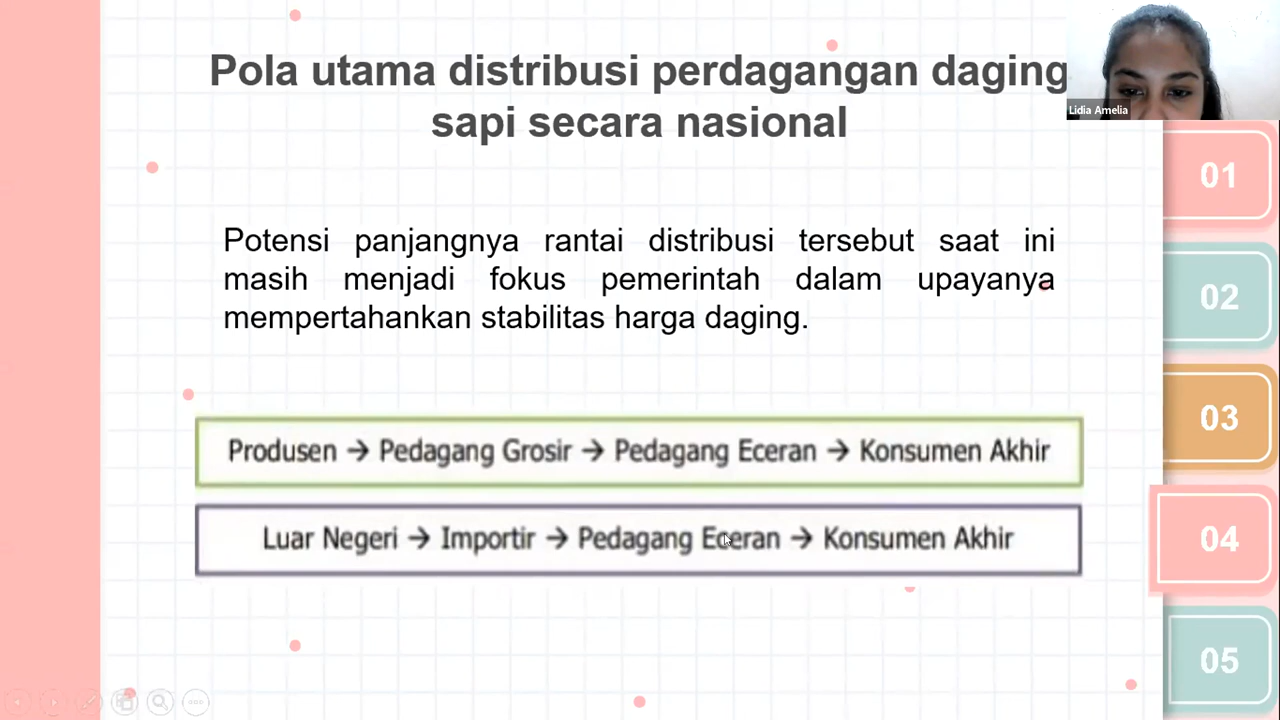 Pola utama distribusi perdagangan daging
sapi secara nasional
Lidia Amelia
01
02
03
04
05
Potensi panjangnya rantai distribusi tersebut saat ini
masih menjadi fokus pemerintah dalam upayanya
mempertahankan stabilitas harga daging.
Produsen → Pedagang Grosir → Pedagang Eceran → Konsumen Akhir
Luar Negeri → Importir → Pedagang Eceran → Konsumen Akhir